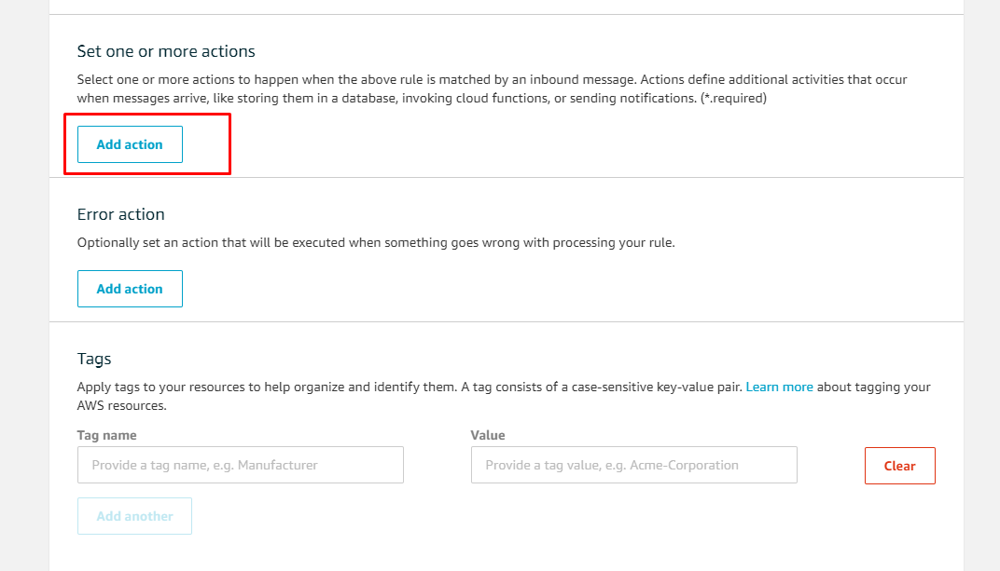 Set one or more actions
Select one or more actions to happen when the above rule is matched by an inbound message. Actions define additional activities that occur
when messages arrive, like storing them in a database, invoking cloud functions, or sending notifications. (*.required)
Add action
Error action
Optionally set an action that will be executed when something goes wrong with processing your rule.
Add action
Tags
Apply tags to your resources to help organize and identify them. A tag consists of a case-sensitive key-value pair. Learn more about tagging your
AWS resources.
Tag name Value
Provide a tag name, e.g. Manufacturer Provide a tag value, e.g. Acme-Corporation Clear
Add another